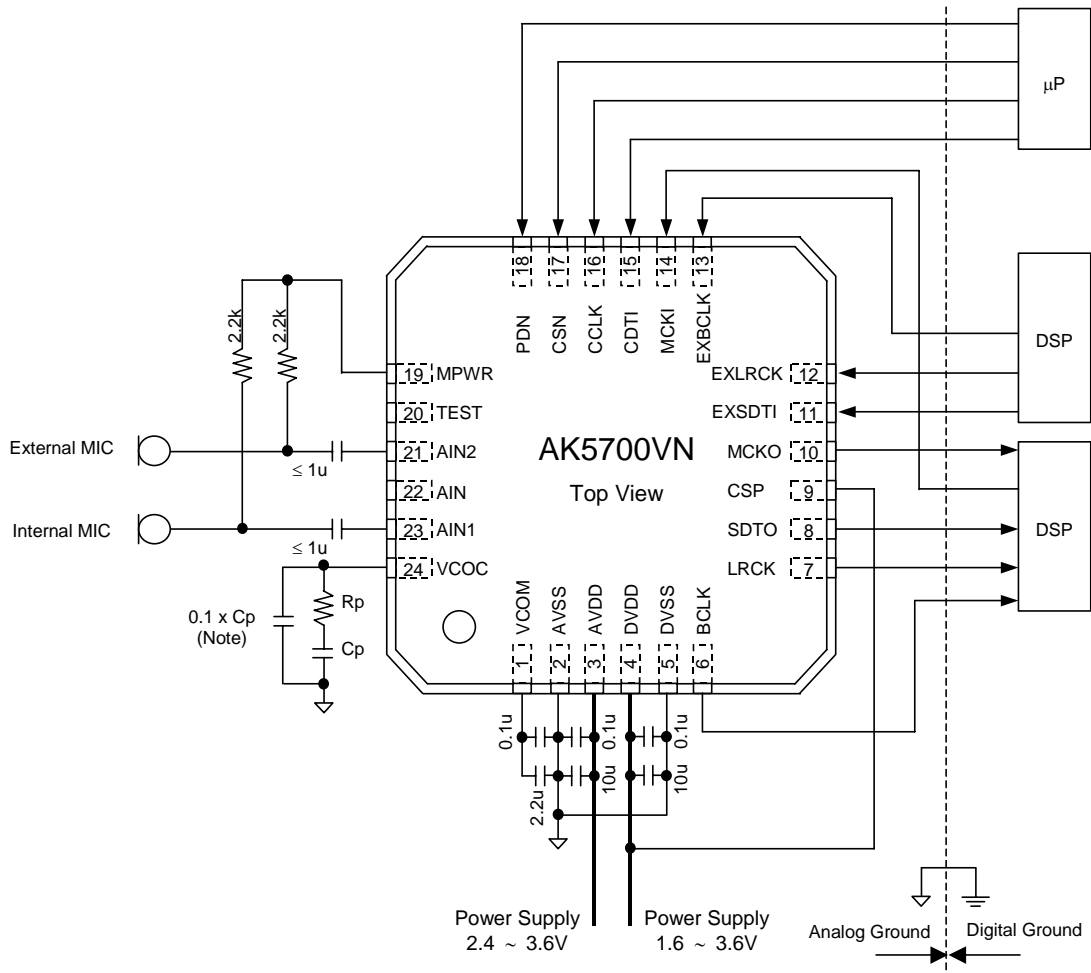 μP
18
17
16
15
14
13
PDN
CSN
CCLK
CDTI
MCKI
EXBCLK
2.2k
2.2k
DSP
19 MPWR
EXLRCK 12
20 TEST
EXSDTI 11
External MIC
≤ 1u
21 AIN2
AK5700VN
MCKO 10
22 AIN
Top View
CSP 9
Internal MIC
≤ 1u
23 AIN1
SDTO 8
DSP
24 VCOC
LRCK 7
0.1 x Cp
(Note)
Rp
Cp
VCOM
AVSS
AVDD
DVDD
DVSS
BCLK
1
2
3
4
5
6
0.1u
0.1u
0.1u
2.2u
10u
10u
Power Supply
2.4 ~ 3.6V
Power Supply
1.6 ~ 3.6V
Analog Ground
Digital Ground